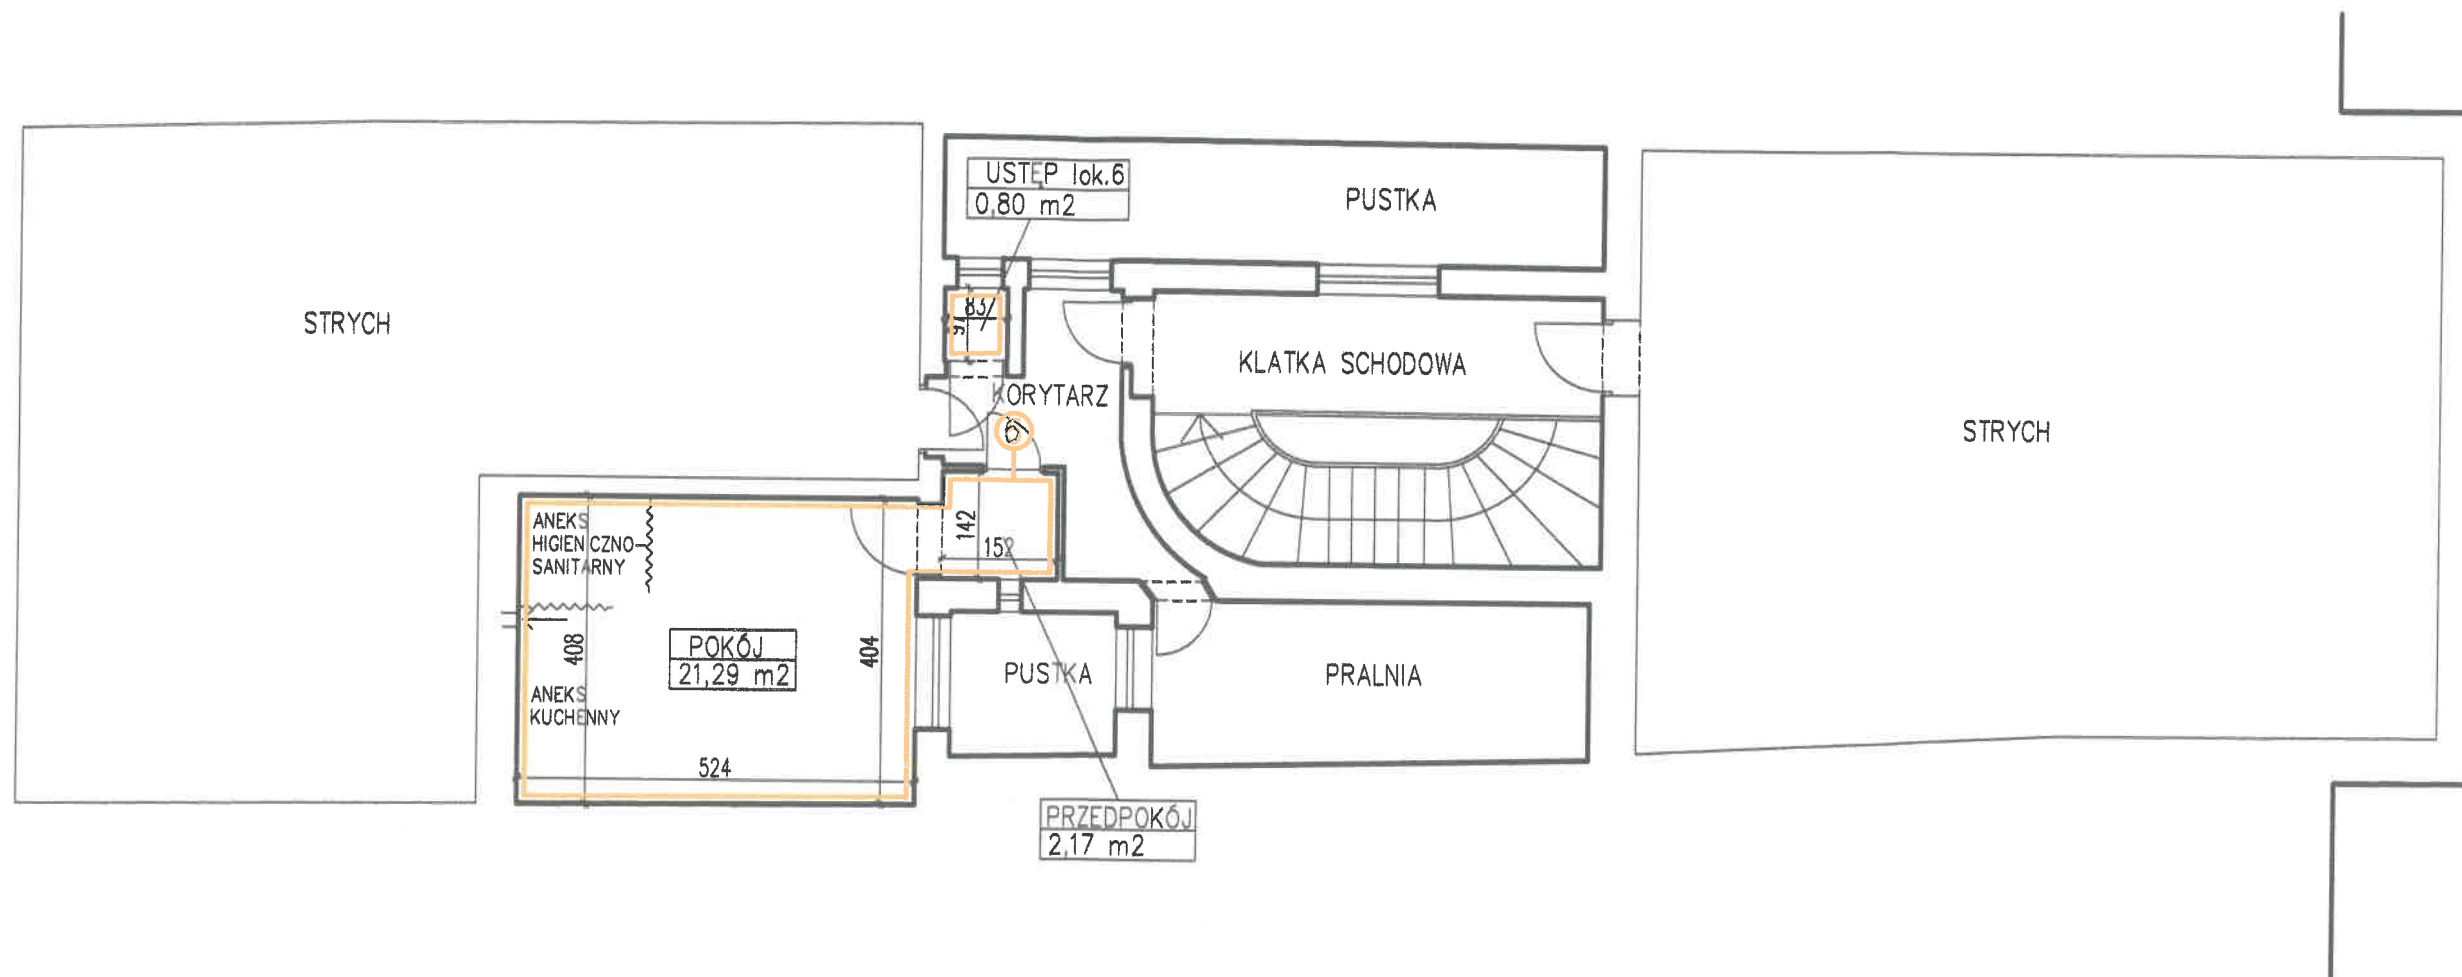 USTĘP lok.6
0,80 m2
PUSTKA
STRYCH
83
91
KLATKA SCHODOWA
KORYTARZ
6
STRYCH
ANEKS
HIGIENICZNO-
SANITARNY
142
152
408
POKÓJ
21,29 m2
404
PUSTKA
PRALNIA
ANEKS
KUCHENNY
524
PRZEDPOKÓJ
2,17 m2